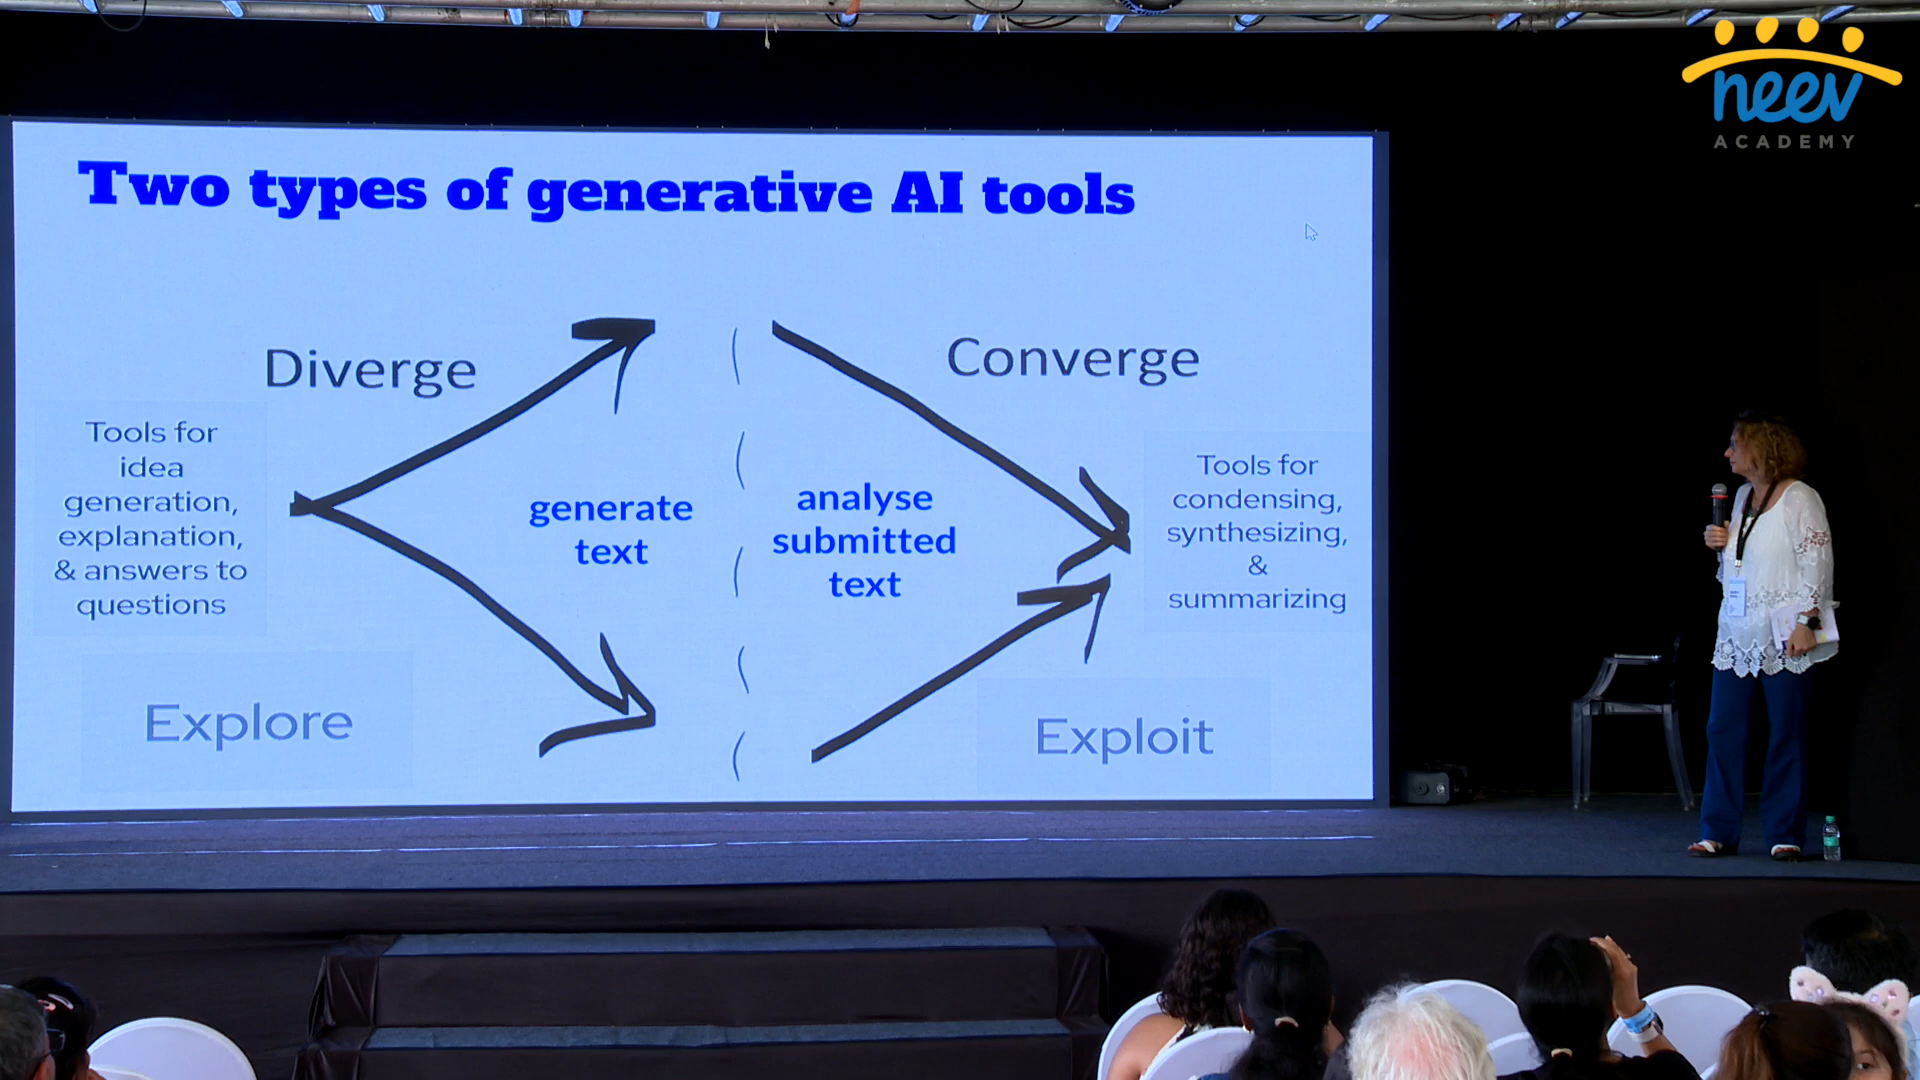 neev
ACADEMY
Two types of generative AI tools
Diverge
Converge
Tools for
idea
generation,
explanation,
& answers to
questions
generate
text
analyse
submitted
text
Tools for
condensing,
synthesizing,
&
summarizing
Explore
Exploit